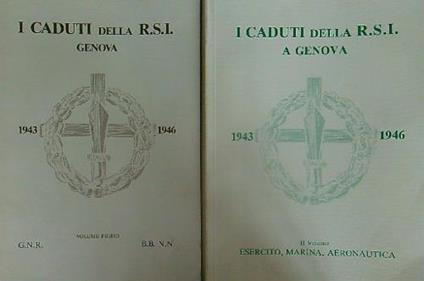 I CADUTI DELLA R.S.I.
GENOVA
1943 1946
VOLUME PRIMO
G.N.R. B.B. N.N
I CADUTI DELLA R.S.I.
A GENOVA
1943 1946
II VOLUME
ESERCITO, MARINA, AERONAUTICA